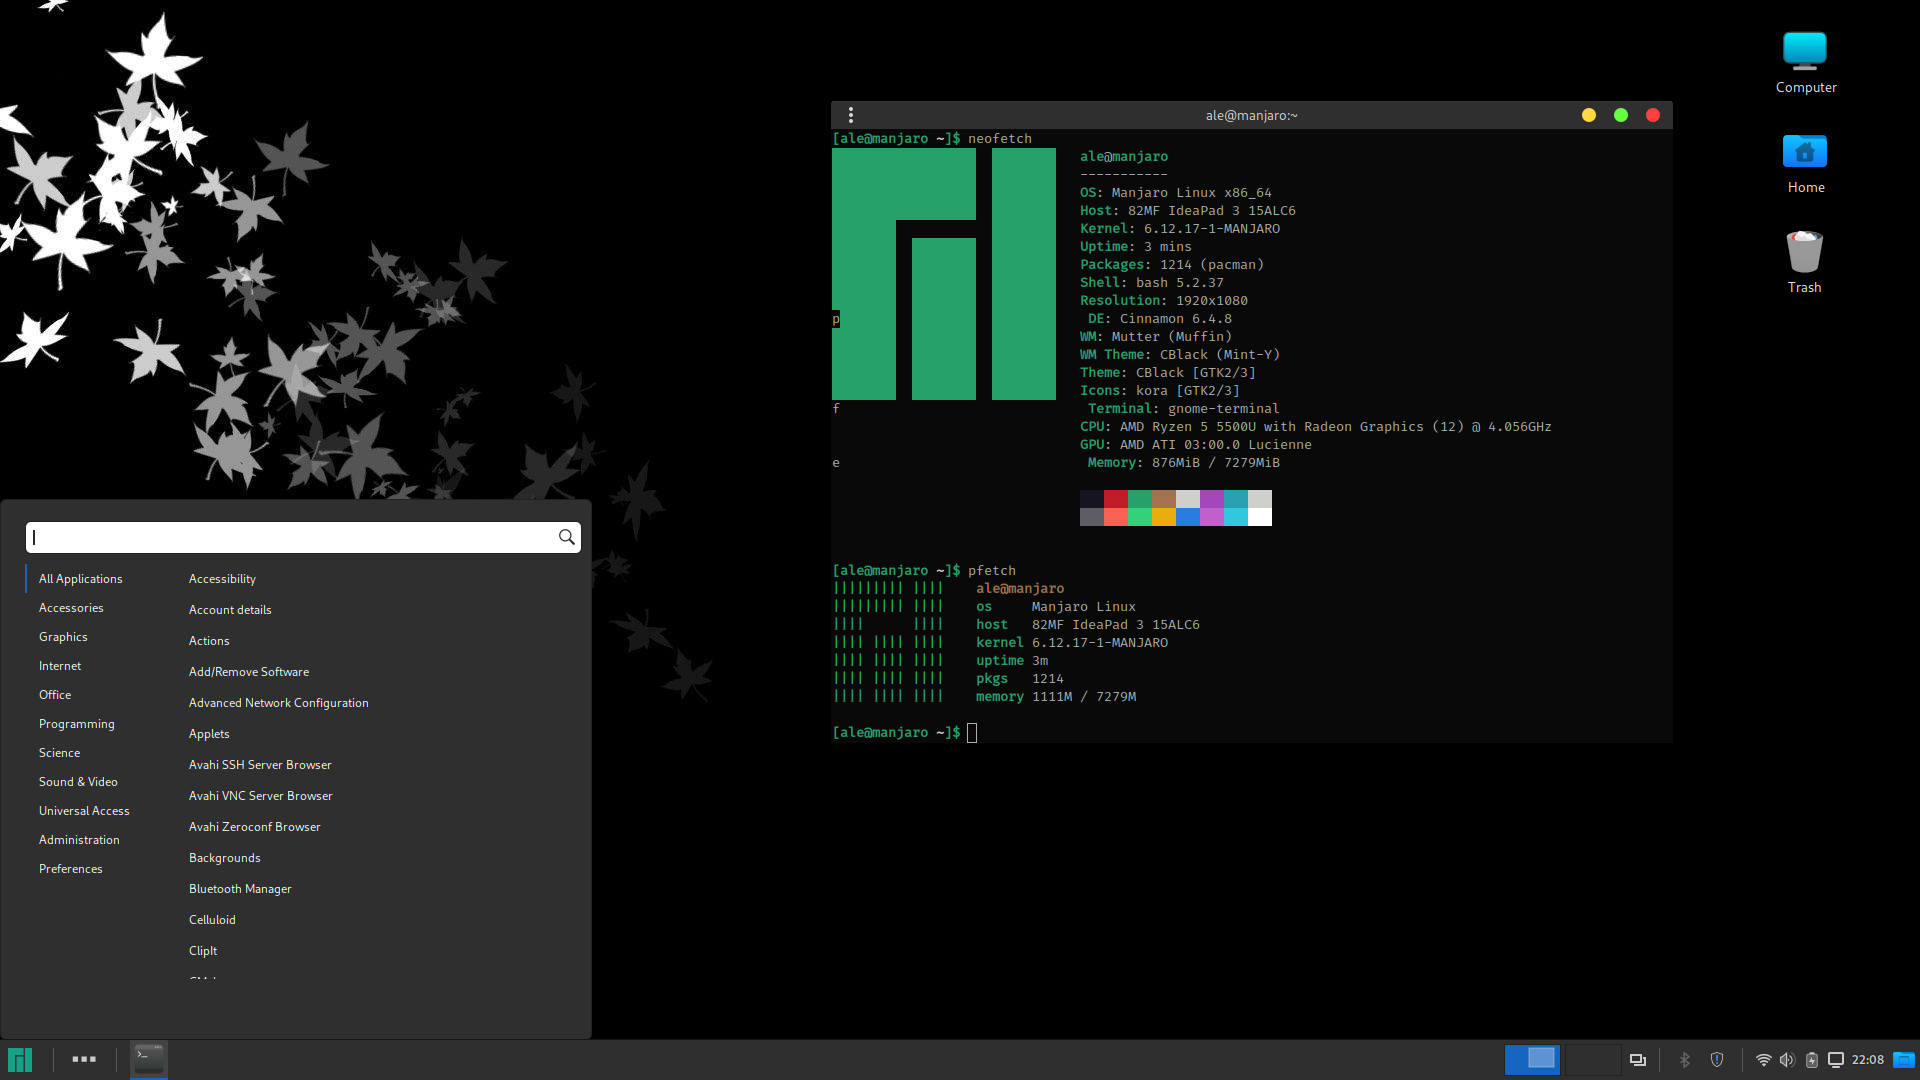 Computer
Home
Trash
ale@manjaro:~
[ale@manjaro ~]$ neofetch
ale@manjaro
-----------
OS: Manjaro Linux x86_64
Host: 82MF IdeaPad 3 15ALC6
Kernel: 6.12.17-1-MANJARO
Uptime: 3 mins
Packages: 1214 (pacman)
Shell: bash 5.2.37
Resolution: 1920x1080
p DE: Cinnamon 6.4.8
WM: Mutter (Muffin)
WM Theme: CBlack (Mint-Y)
Theme: CBlack [GTK2/3]
Icons: kora [GTK2/3]
f Terminal: gnome-terminal
CPU: AMD Ryzen 5 5500U with Radeon Graphics (12) @ 4.056GHz
GPU: AMD ATI 03:00.0 Lucienne
e Memory: 876MiB / 7279MiB
[ale@manjaro ~]$ pfetch
||||||||| |||| ale@manjaro
||||||||| |||| os Manjaro Linux
|||| |||| host 82MF IdeaPad 3 15ALC6
|||| |||| |||| kernel 6.12.17-1-MANJARO
|||| |||| |||| uptime 3m
|||| |||| |||| pkgs 1214
|||| |||| |||| memory 1111M / 7279M
[ale@manjaro ~]$
All Applications
Accessories
Graphics
Internet
Office
Programming
Science
Sound & Video
Universal Access
Administration
Preferences
Accessibility
Account details
Actions
Add/Remove Software
Advanced Network Configuration
Applets
Avahi SSH Server Browser
Avahi VNC Server Browser
Avahi Zeroconf Browser
Backgrounds
Bluetooth Manager
Celluloid
ClipIt
22:08